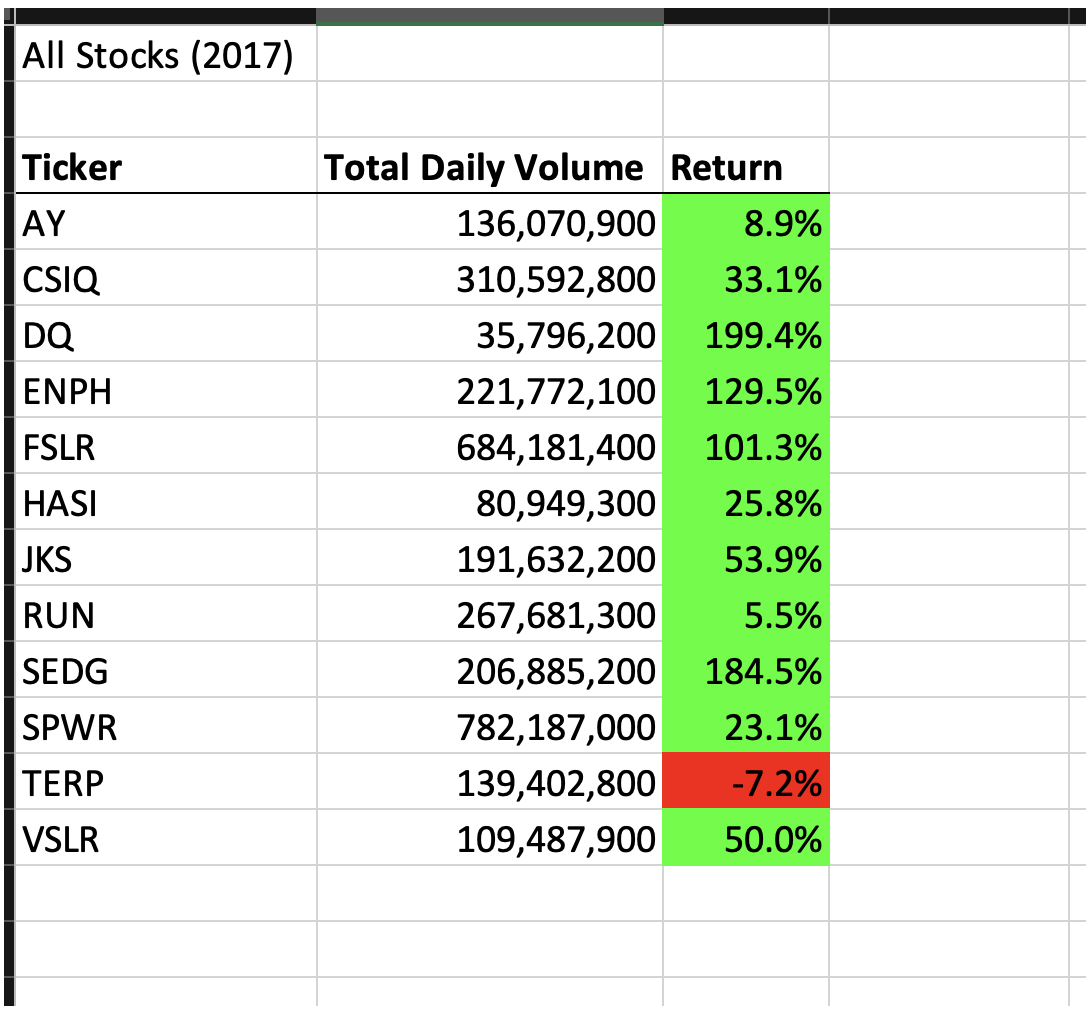 All Stocks (2017)
Ticker Total Daily Volume Return
AY 136,070,900 8.9%
CSIQ 310,592,800 33.1%
DQ 35,796,200 199.4%
ENPH 221,772,100 129.5%
FSLR 684,181,400 101.3%
HASI 80,949,300 25.8%
JKS 191,632,200 53.9%
RUN 267,681,300 5.5%
SEDG 206,885,200 184.5%
SPWR 782,187,000 23.1%
TERP 139,402,800 -7.2%
VSLR 109,487,900 50.0%